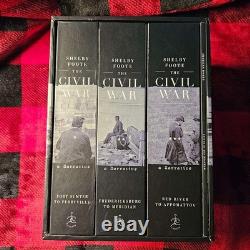 SHELBY
FOOTE
THE
CIVIL
WAR
a Narrative
FORT SUMTER
TO PERRYVILLE
SHELBY
FOOTE
THE
CIVIL
WAR
a Narrative
FREDERICKSBURG
TO MERIDIAN
SHELBY
FOOTE
THE
CIVIL
WAR
a Narrative
RED RIVER
TO APPOMATTOX